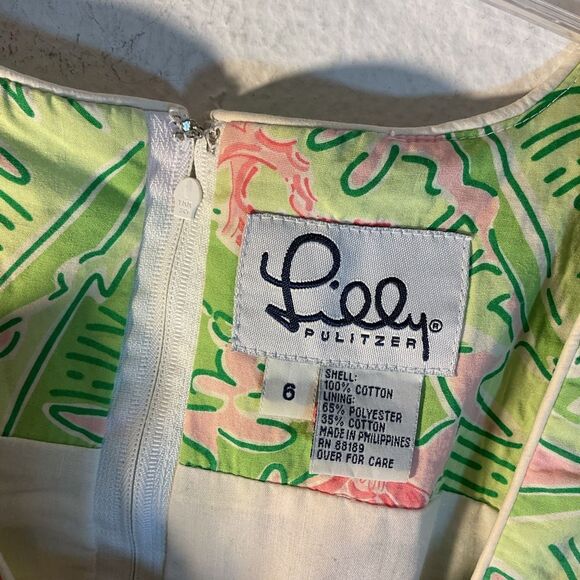 Lilly®
PULITZER
6
SHELL:
100% COTTON
LINING:
65% POLYESTER
35% COTTON
MADE IN PHILIPPINES
RN 88189
OVER FOR CARE